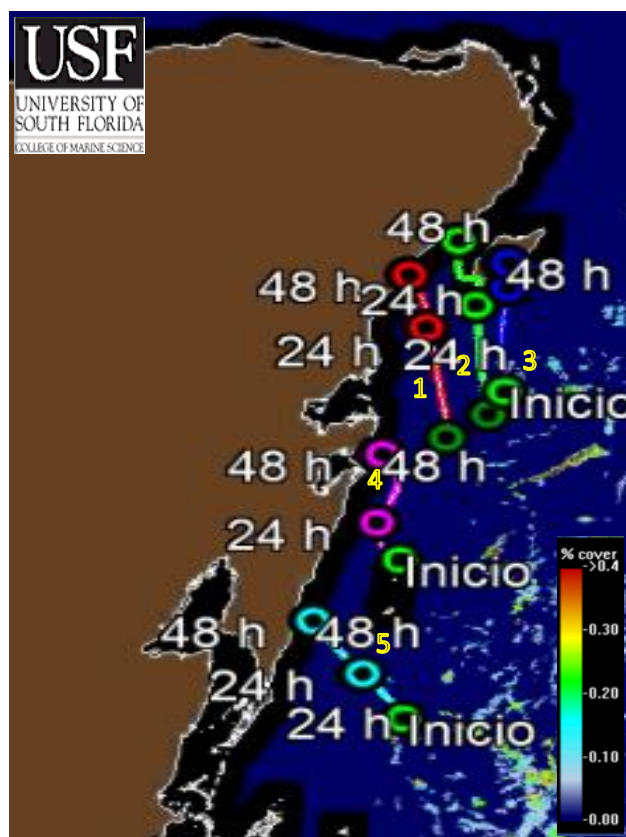 USF
UNIVERSITY OF
SOUTH FLORIDA
COLLEGE OF MARINE SCIENCE
48 h
48 h
48 h
24 h
24 h
24 h
2
3
1
Inicio
48 h
48 h
4
24 h
Inicio
% cover
->0.4
-0.30
-0.20
-0.10
-0.00
48 h
48 h
5
24 h
24 h
Inicio